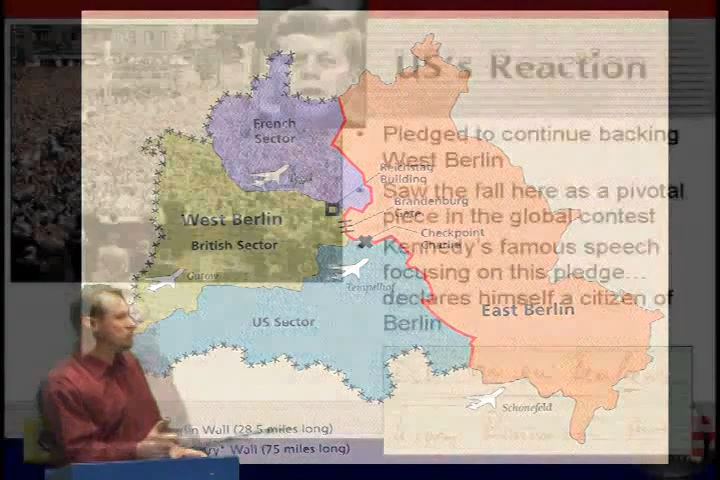 US's Reaction
Pledged to continue backing
West Berlin
Saw the fall here as a pivotal
piece in the global contest
Kennedy's famous speech
focusing on this pledge...
declares himself a citizen of
Berlin
French
Sector
Reichstag
Building
Brandenburg
Gate
Checkpoint
Charlie
West Berlin
British Sector
Gatow
Tempelhof
US Sector
East Berlin
Schonefeld
Wall (28.5 miles long)
Wall (75 miles long)